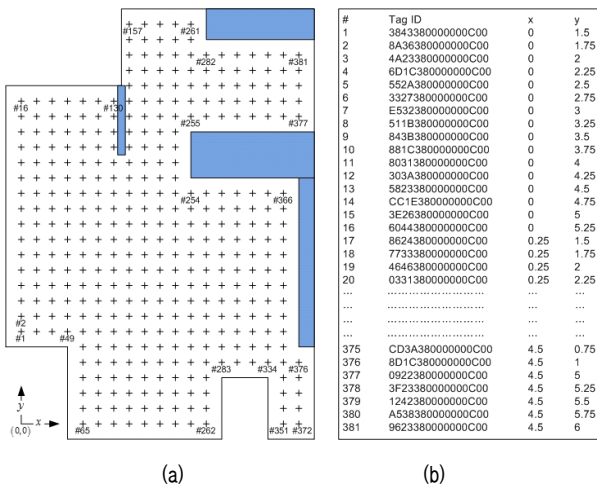 #157 #261
#282 #381
#16 #130
#255 #377
#254 #366
#2
#1 #49
#283 #334 #376
y
x
{0,0}
#65 #262 #351 #372
(a)
# Tag ID x y
1 3843380000000C00 0 1.5
2 8A36380000000C00 0 1.75
3 4A23380000000C00 0 2
4 6D1C380000000C00 0 2.25
5 552A380000000C00 0 2.5
6 3327380000000C00 0 2.75
7 E532380000000C00 0 3
8 511B380000000C00 0 3.25
9 843B380000000C00 0 3.5
10 881C380000000C00 0 3.75
11 8031380000000C00 0 4
12 303A380000000C00 0 4.25
13 5823380000000C00 0 4.5
14 CC1E380000000C00 0 4.75
15 3E26380000000C00 0 5
16 6044380000000C00 0 5.25
17 8624380000000C00 0.25 1.5
18 7733380000000C00 0.25 1.75
19 4646380000000C00 0.25 2
20 0331380000000C00 0.25 2.25
... .............................. ... ...
... .............................. ... ...
... .............................. ... ...
... .............................. ... ...
375 CD3A380000000C00 4.5 0.75
376 8D1C380000000C00 4.5 1
377 0922380000000C00 4.5 5
378 3F23380000000C00 4.5 5.25
379 1242380000000C00 4.5 5.5
380 A538380000000C00 4.5 5.75
381 9623380000000C00 4.5 6
(b)